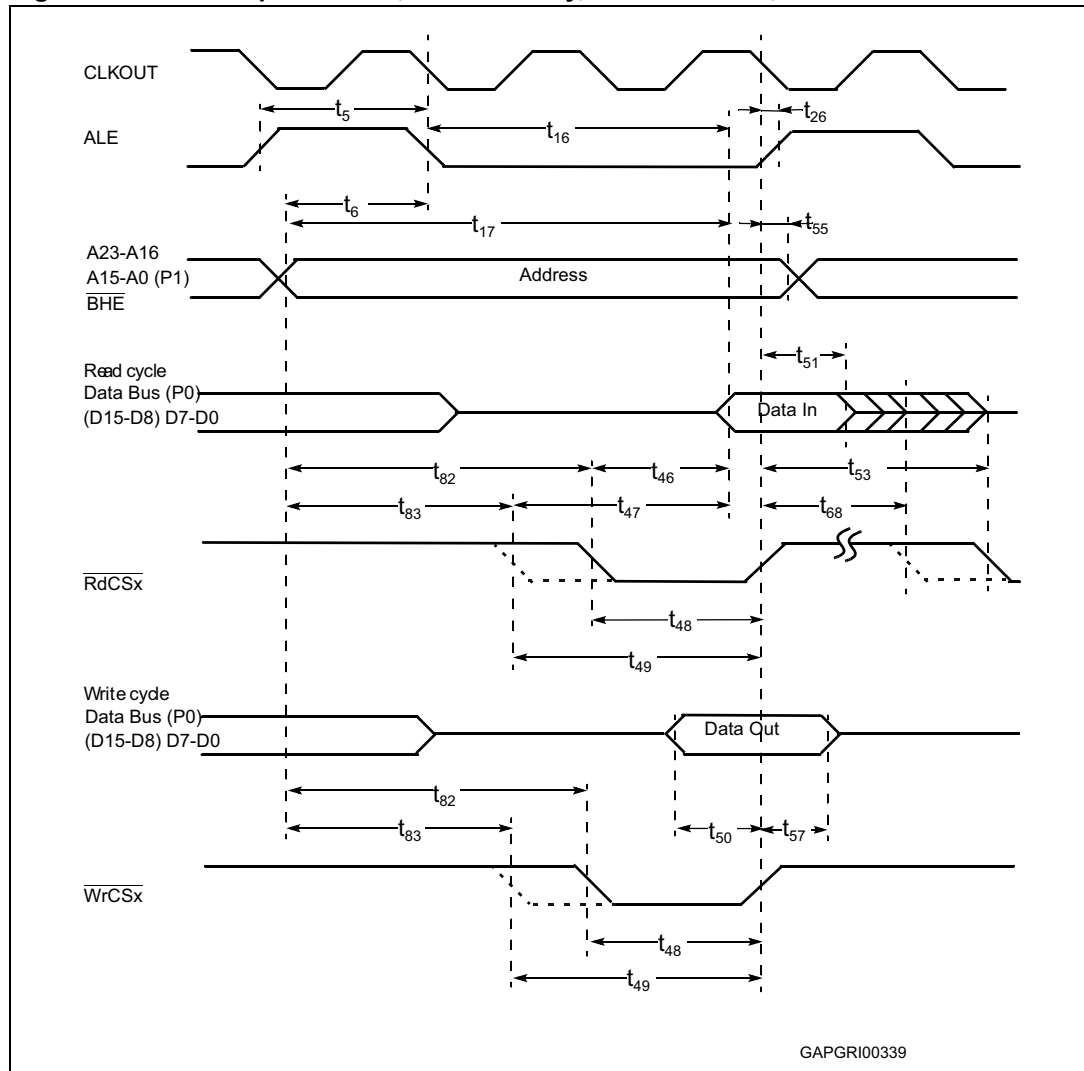 CLKOUT
t5
t26
ALE
t16
t6
t17
t55
A23-A16
A15-A0 (P1)
Address
BHE
t51
Read cycle
Data Bus (P0)
Data In
(D15-D8) D7-D0
t82
t46
t53
t83
t47
t68
RdCSx
t48
t49
Write cycle
Data Bus (P0)
Data Out
(D15-D8) D7-D0
t82
t83
t50
t57
WrCSx
t48
t49
GAPGRI00339